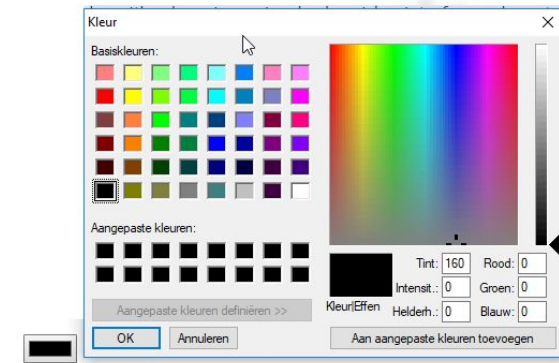 Kleur
Basiskleuren:
Aangepaste kleuren:
Aangepaste kleuren definiëren >>
OK
Annuleren
Kleur|Effen
Tint: 160
Intensit.: 0
Helderh.: 0
Rood: 0
Groen: 0
Blauw: 0
Aan aangepaste kleuren toevoegen